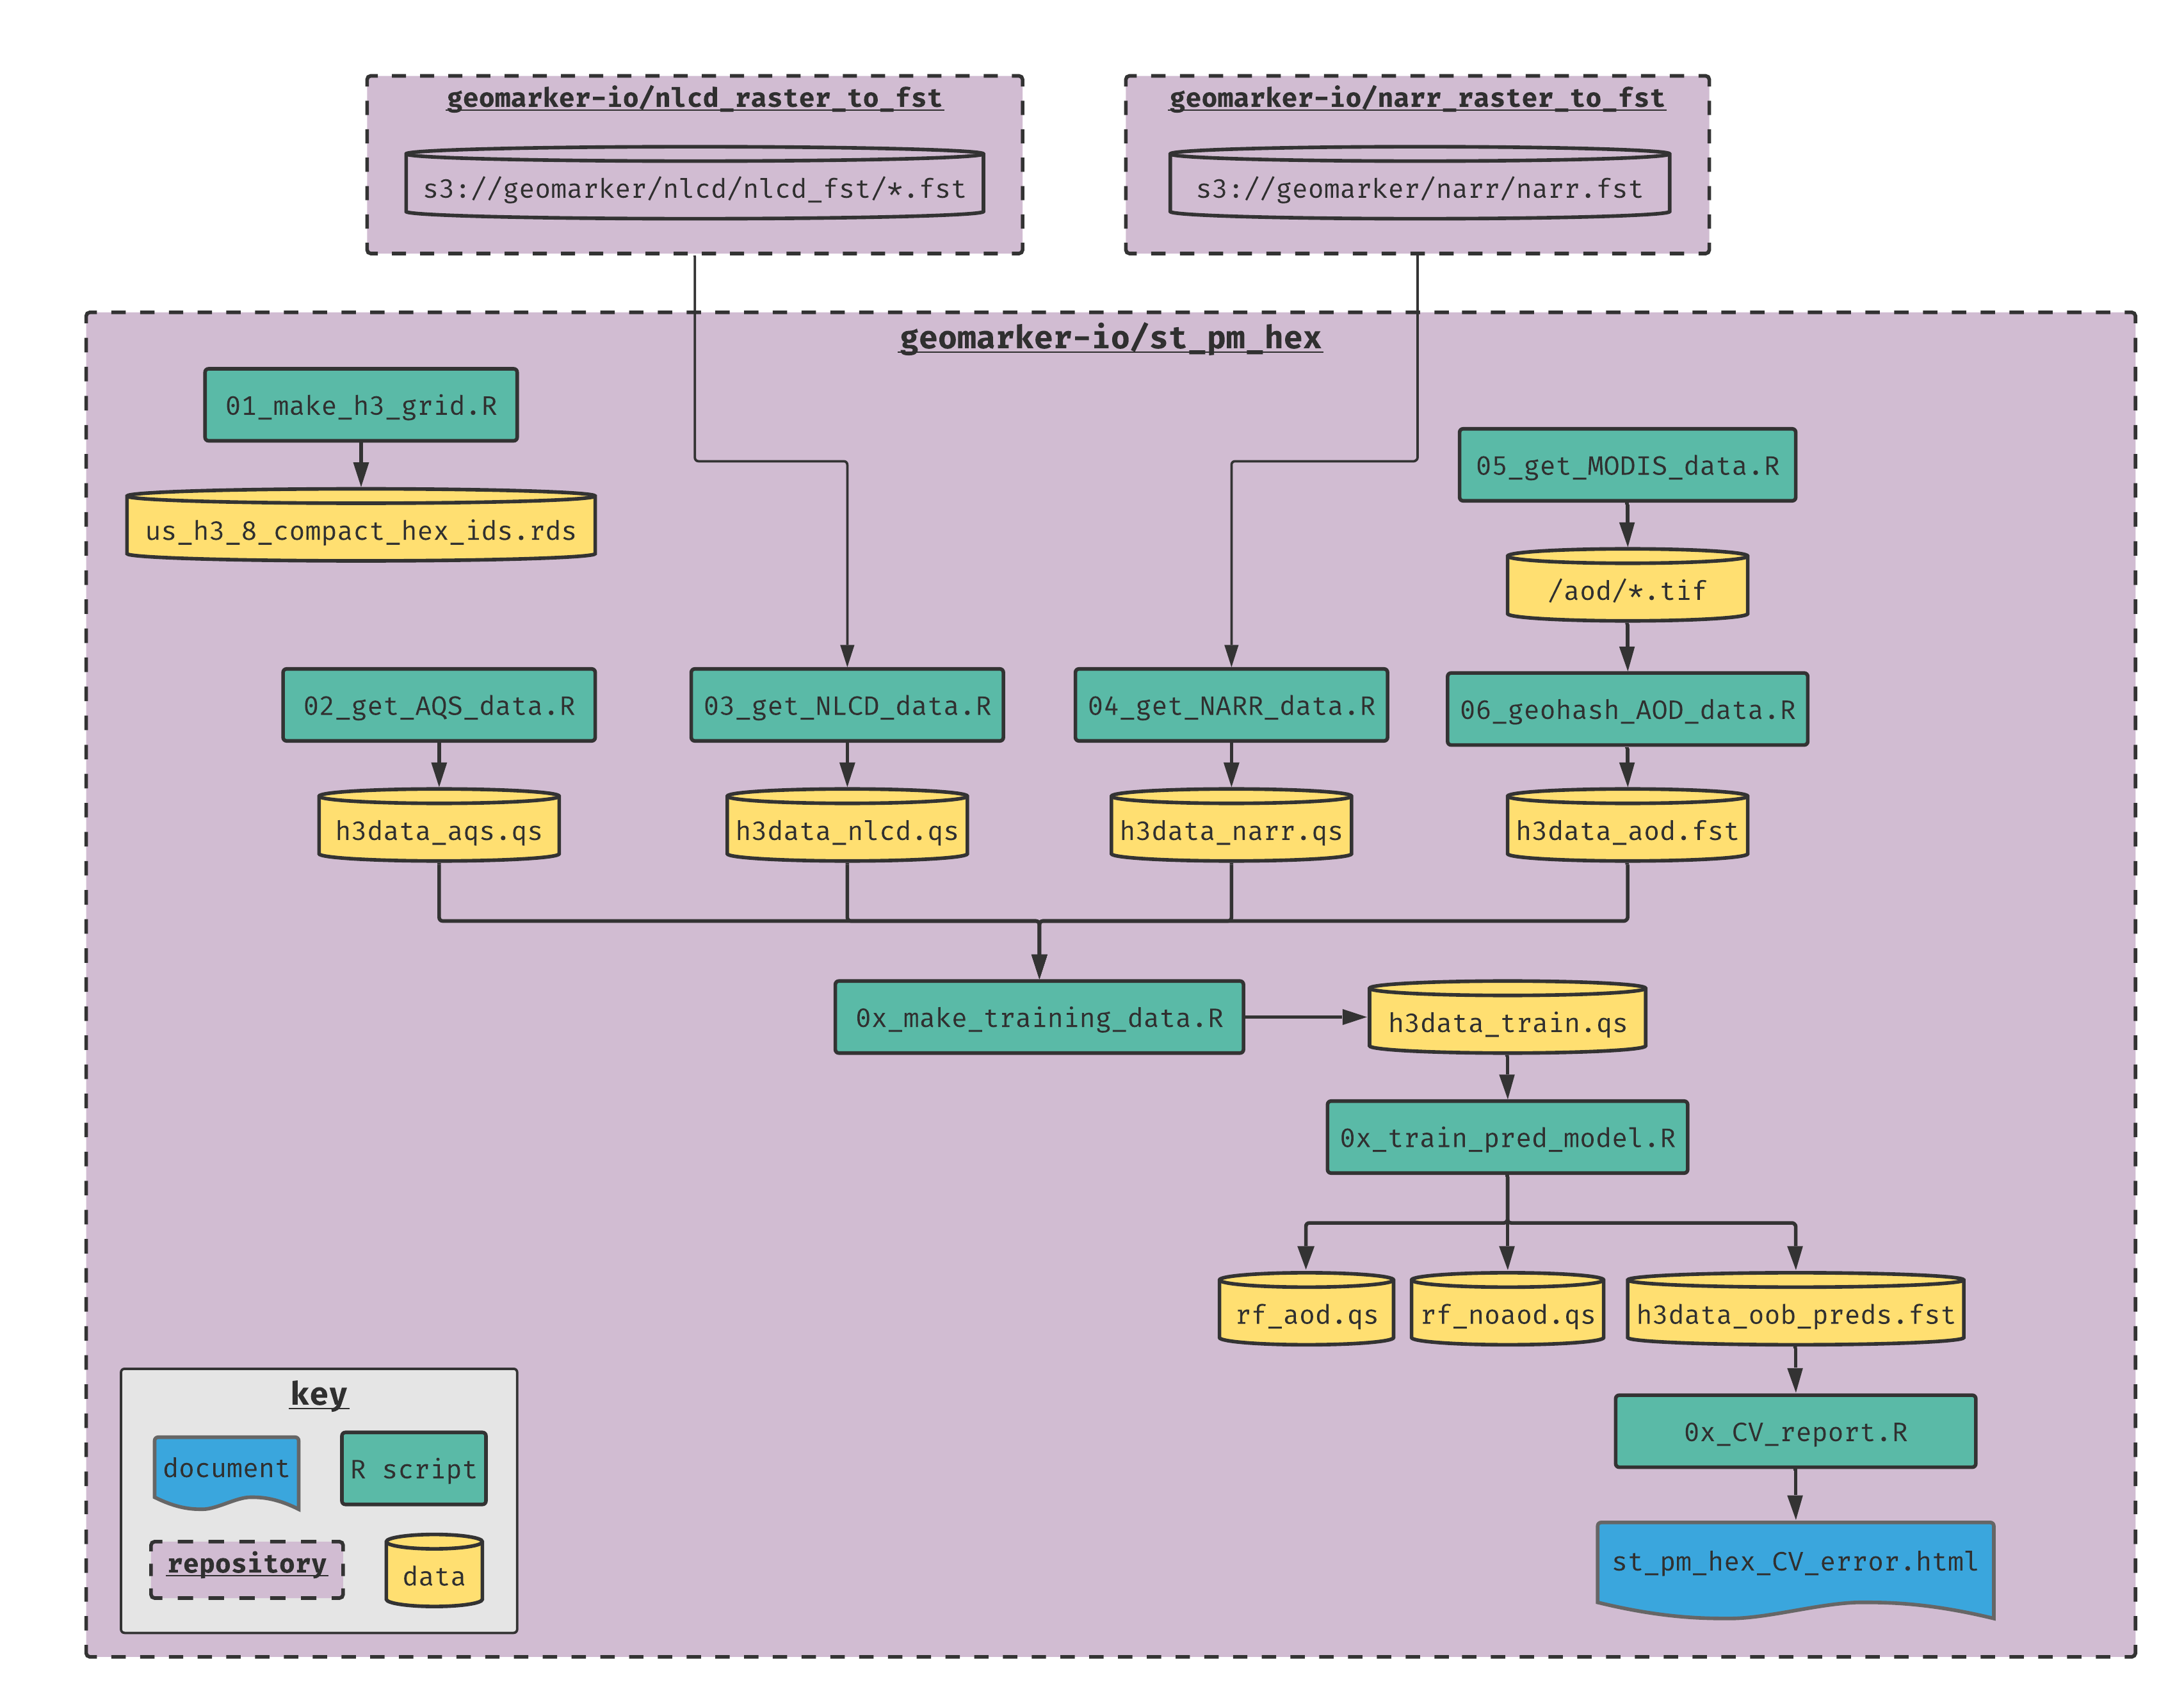 geomarker-io/nlcd_raster_to_fst
s3://geomarker/nlcd/nlcd_fst/*.fst
geomarker-io/narr_raster_to_fst
s3://geomarker/narr/narr.fst
geomarker-io/st_pm_hex
01_make_h3_grid.R
us_h3_8_compact_hex_ids.rds
05_get_MODIS_data.R
/aod/*.tif
02_get_AQS_data.R
03_get_NLCD_data.R
04_get_NARR_data.R
06_geohash_AOD_data.R
h3data_aqs.qs
h3data_nlcd.qs
h3data_narr.qs
h3data_aod.fst
0x_make_training_data.R
h3data_train.qs
0x_train_pred_model.R
rf_aod.qs
rf_noaod.qs
h3data_oob_preds.fst
0x_CV_report.R
st_pm_hex_CV_error.html
key
document
R script
repository
data